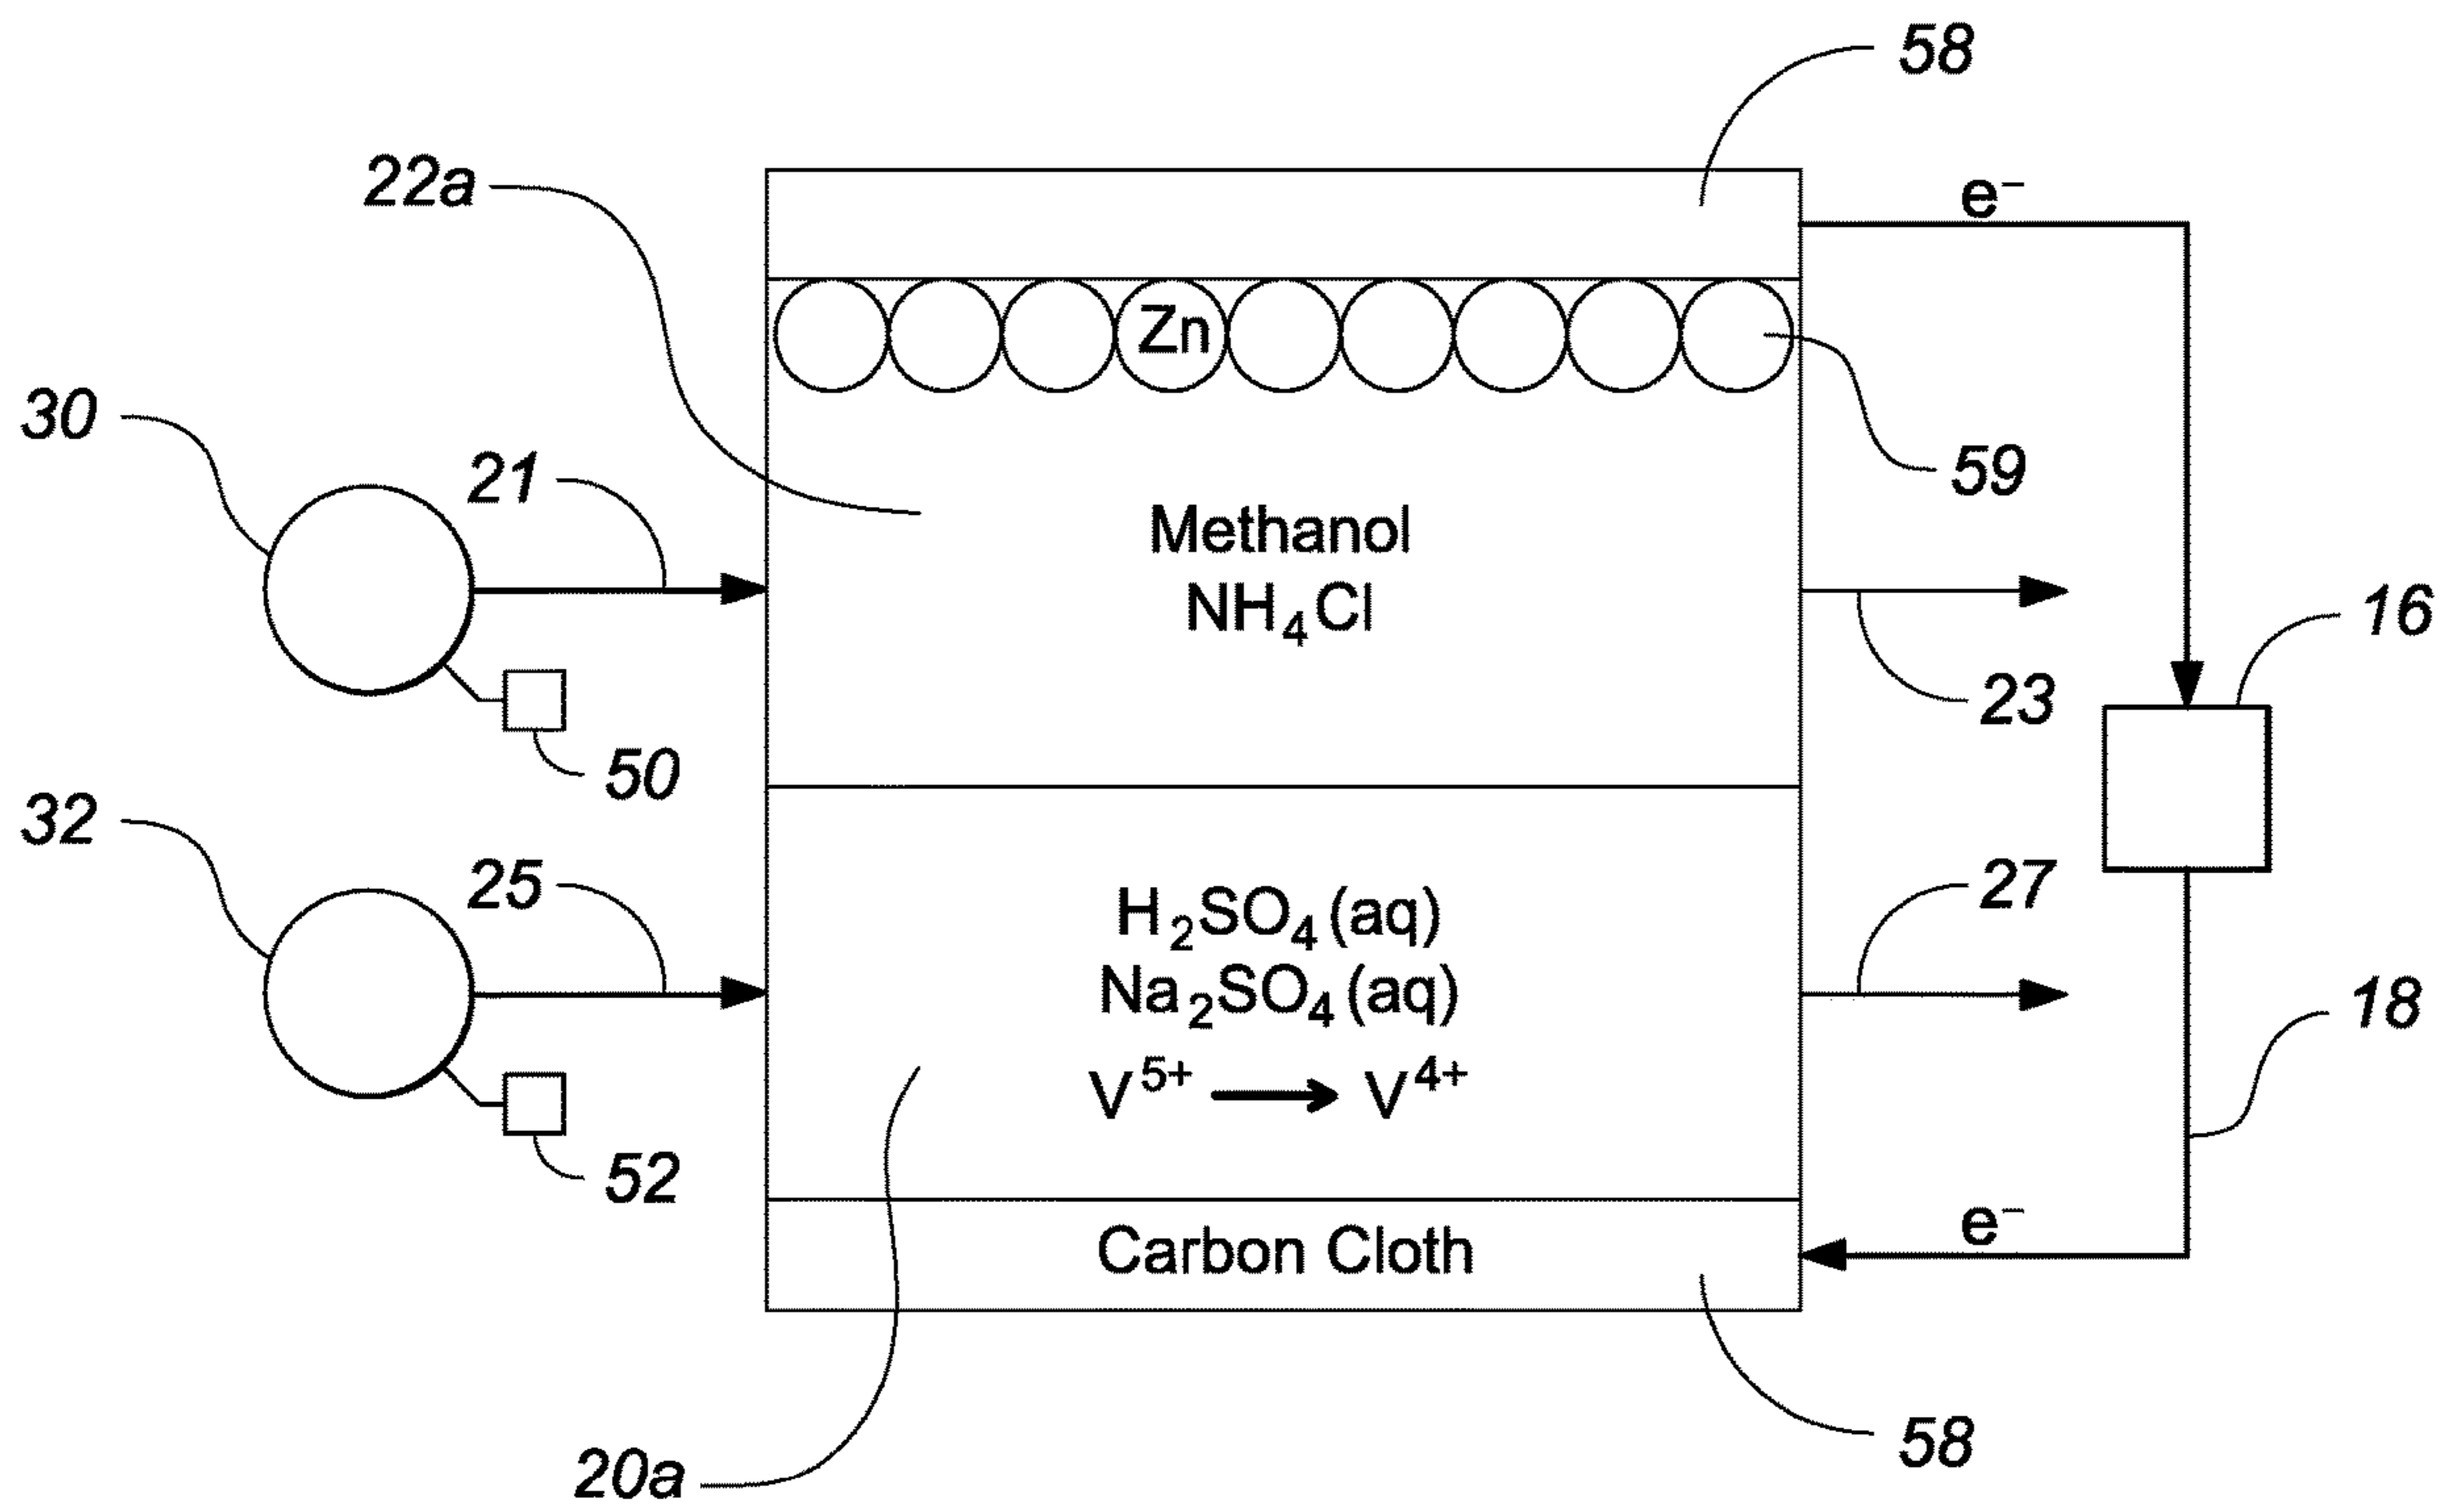 58
22a
e⁻
Zn
30
21
59
Methanol
NH₄Cl
16
23
50
32
25
27
H₂SO₄(aq)
Na₂SO₄(aq)
18
V⁵⁺ → V⁴⁺
52
e⁻
Carbon Cloth
58
20a